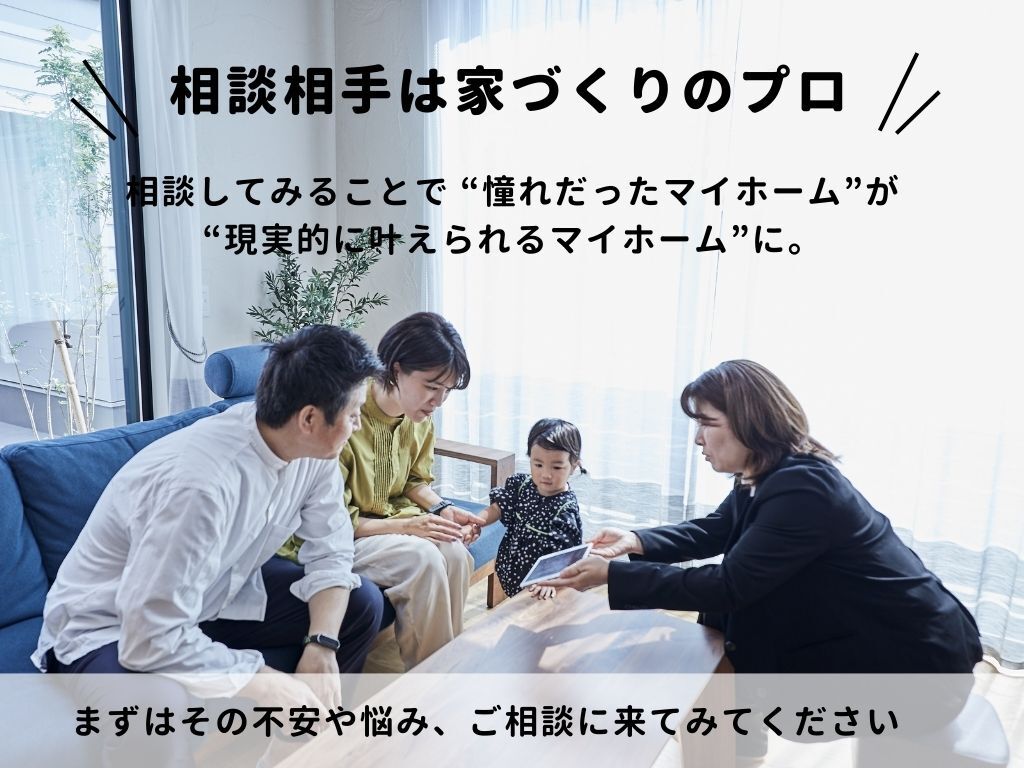 相談相手は家づくりのプロ
相談してみることで “憧れだったマイホーム”が
“現実的に叶えられるマイホーム”に。
まずはその不安や悩み、ご相談に来てみてください